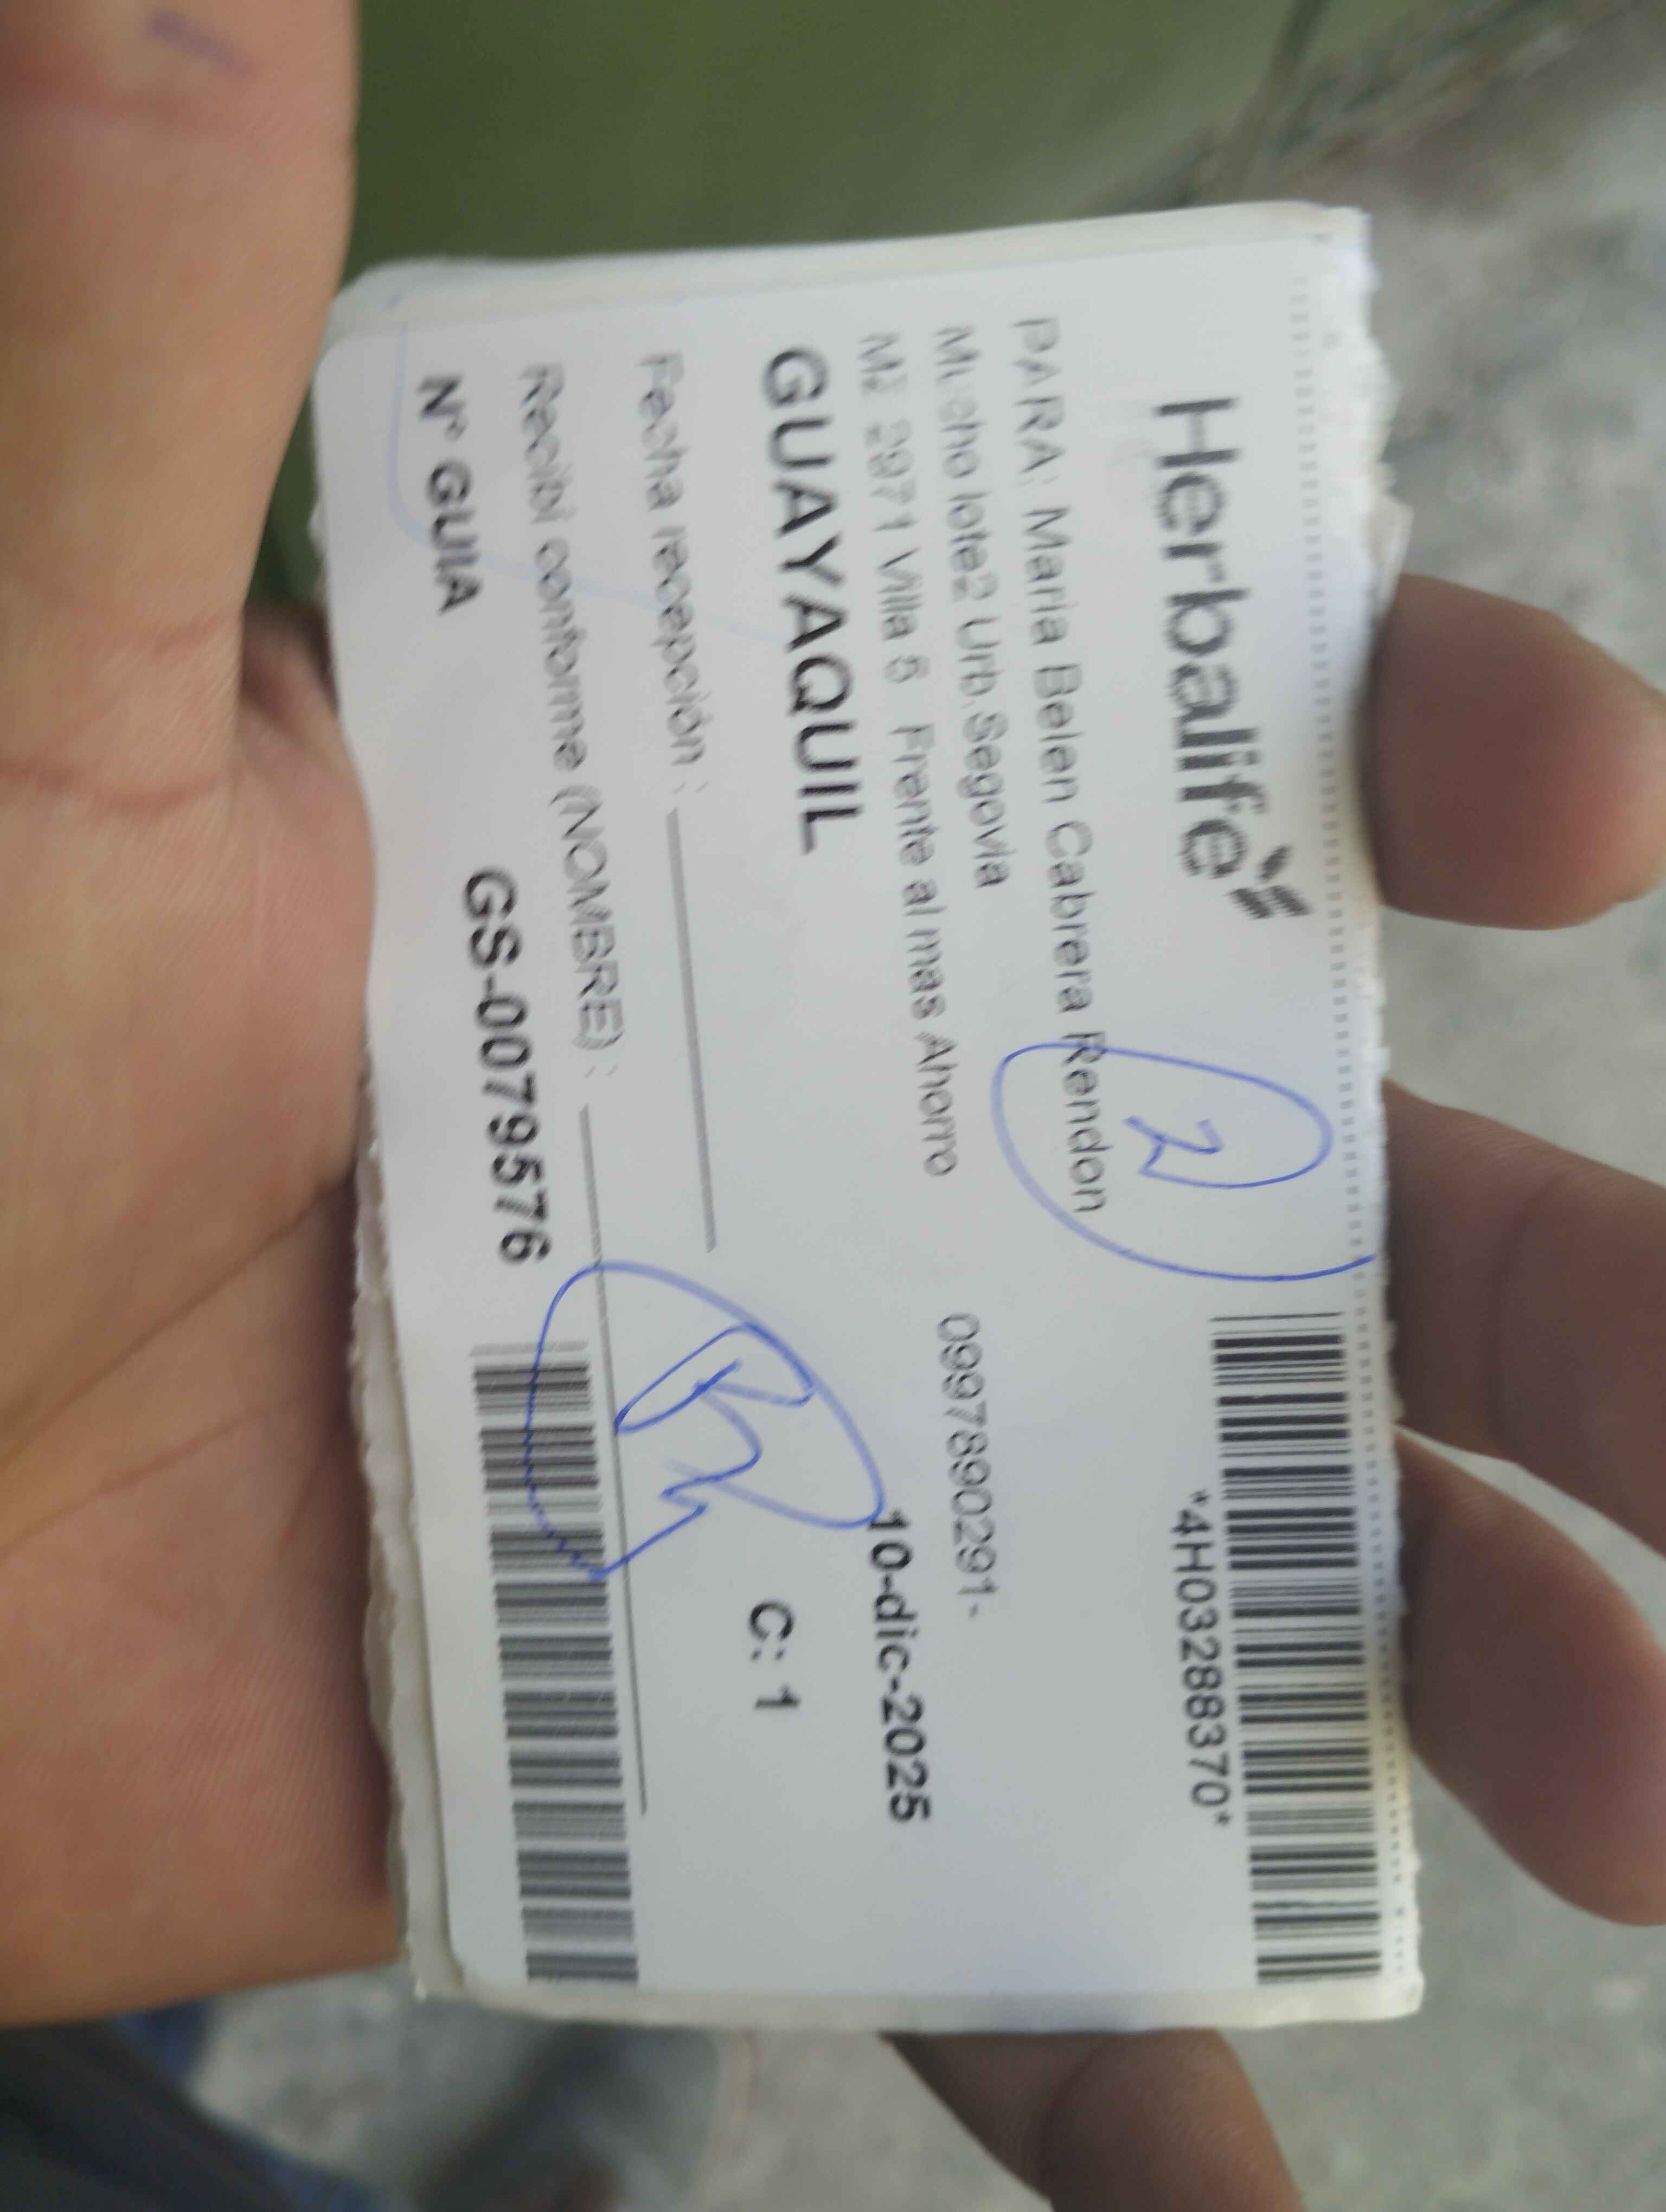 Herbalife
*4H03288370*
PARA: Maria Belen Cabrera Rendon
2
Mucho lote2 Urb.Segovia 0997890291-
Mz 2971 Villa 5 Frente al mas Ahorro
10-dic-2025
GUAYAQUIL C: 1
Fecha recepción :
Recibí conforme (NOMBRE) :
N° GUIA GS-00795576